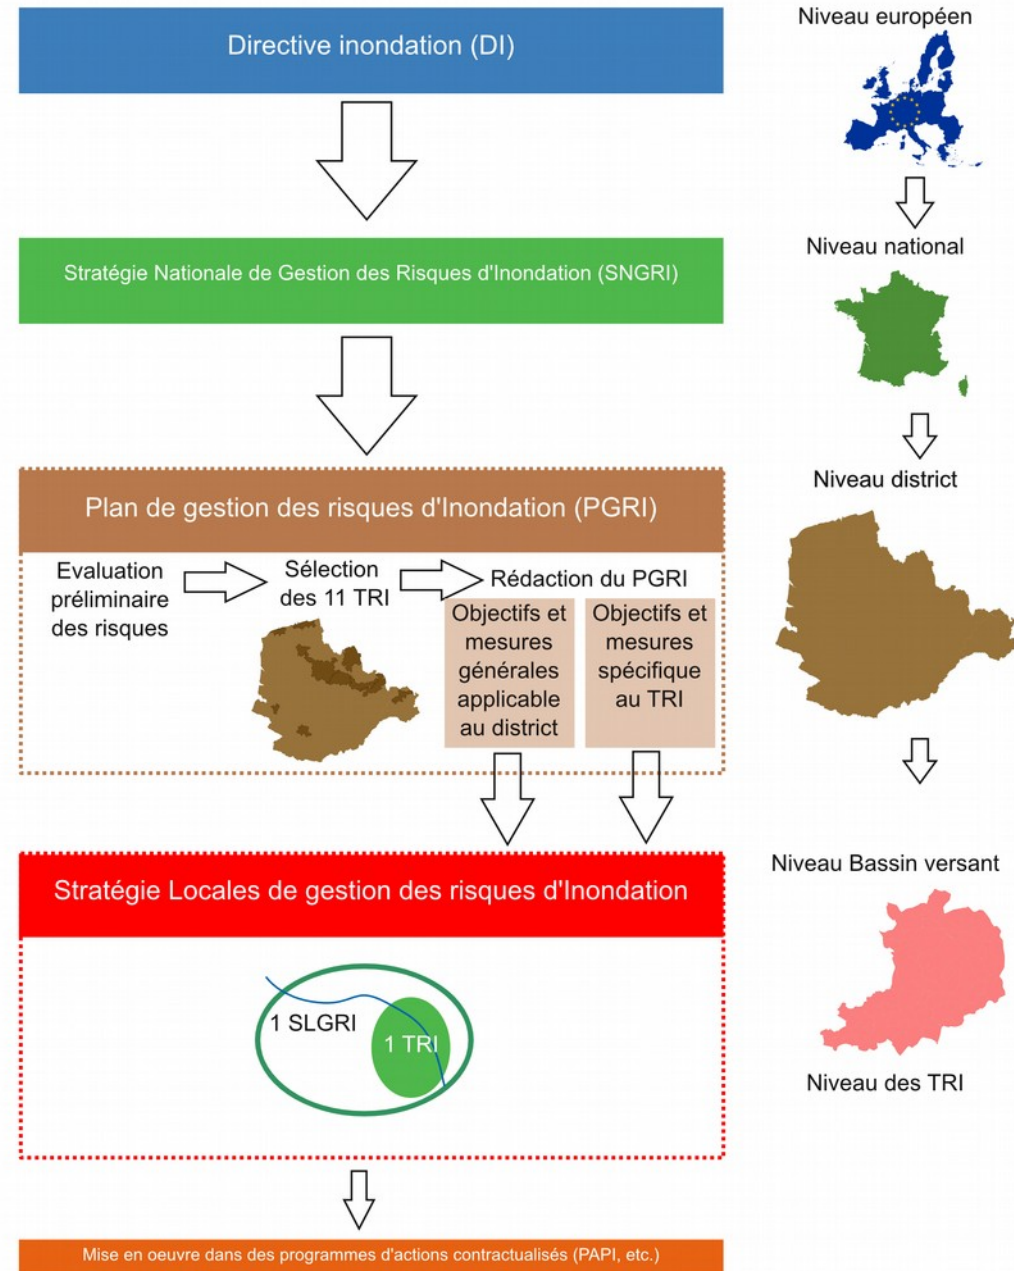 Directive inondation (DI)
Niveau européen
Stratégie Nationale de Gestion des Risques d'Inondation (SNGRI)
Niveau national
Plan de gestion des risques d'Inondation (PGRI)
Niveau district
Evaluation
préliminaire
des risques
Sélection
des 11 TRI
Rédaction du PGRI
Objectifs et
mesures
générales
applicable
au district
Objectifs et
mesures
spécifique
au TRI
Stratégie Locales de gestion des risques d'Inondation
Niveau Bassin versant
1 SLGRI
1 TRI
Niveau des TRI
Mise en oeuvre dans des programmes d'actions contractualisés (PAPI, etc.)